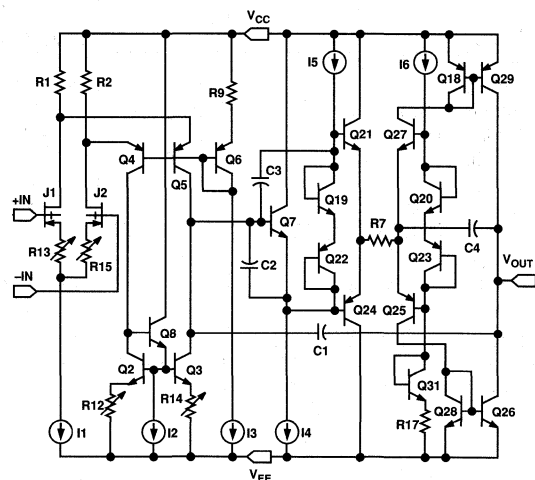 VCC
R1
R2
R9
I5
I6
Q18
Q29
Q21
Q27
Q4
Q5
Q6
C3
J1
J2
+IN
Q19
Q20
Q7
R7
C4
R13
R15
C2
Q22
Q23
VOUT
–IN
Q24
Q25
Q8
C1
Q2
Q3
Q31
R12
R14
R17
Q28
Q26
I1
I2
I3
I4
VEE